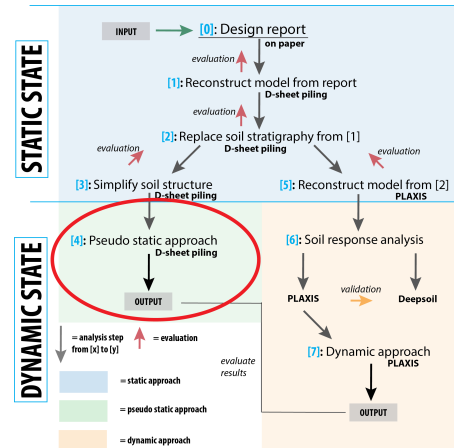 STATIC STATE
DYNAMIC STATE
INPUT
[0]: Design report
on paper
evaluation
[1]: Reconstruct model from report
D-sheet piling
evaluation
[2]: Replace soil stratigraphy from [1]
D-sheet piling
evaluation
evaluation
[3]: Simplify soil structure
D-sheet piling
[5]: Reconstruct model from [2]
PLAXIS
[4]: Pseudo static approach
D-sheet piling
OUTPUT
[6]: Soil response analysis
validation
PLAXIS
Deepsoil
[7]: Dynamic approach
PLAXIS
OUTPUT
evaluate
results
= analysis step
from [x] to [y]
= evaluation
= static approach
= pseudo static approach
= dynamic approach